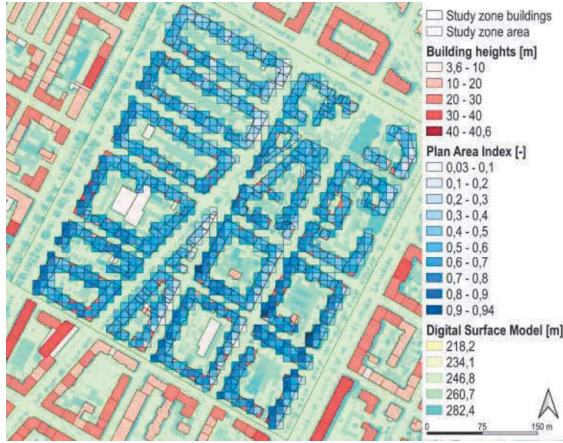 Study zone buildings
Study zone area
Building heights [m]
3,6 - 10
10 - 20
20 - 30
30 - 40
40 - 40,6
Plan Area Index [-]
0,03 - 0,1
0,1 - 0,2
0,2 - 0,3
0,3 - 0,4
0,4 - 0,5
0,5 - 0,6
0,6 - 0,7
0,7 - 0,8
0,8 - 0,9
0,9 - 0,94
Digital Surface Model [m]
218,2
234,1
246,8
260,7
282,4
0 75 150 m